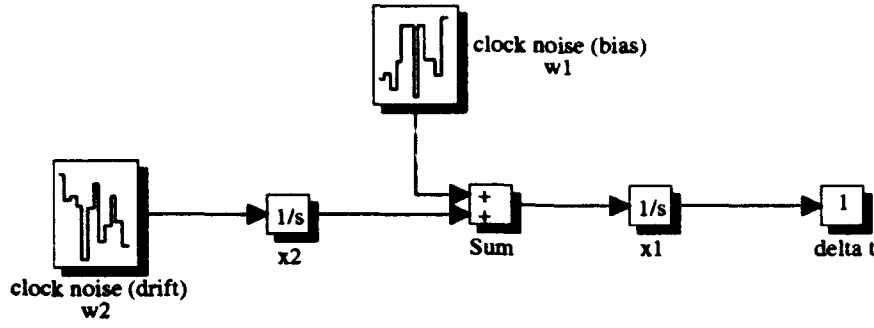 clock noise (bias)
w1
+
+
1/s
1/s
1
x2
Sum
x1
delta t
clock noise (drift)
w2